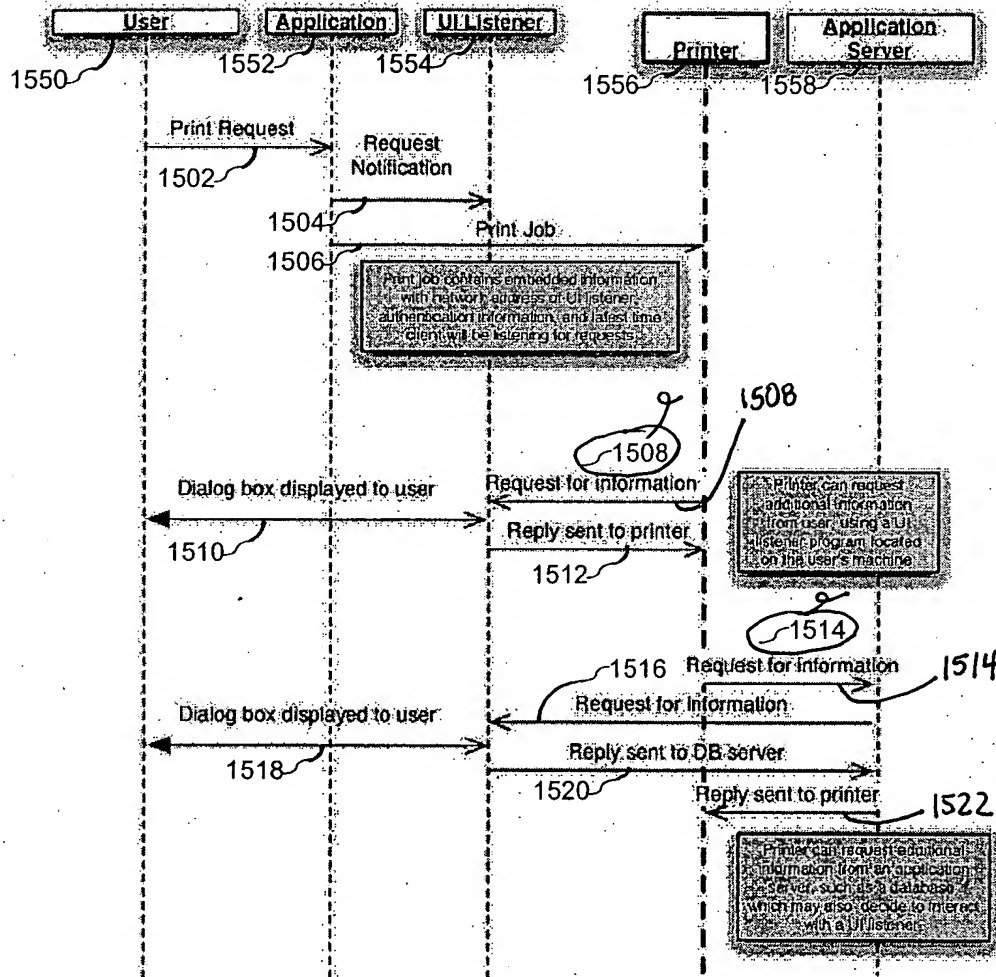 User
Application
UI Listener
Printer
Application
Server
1550
1552
1554
1556
1558
Print Request
1502
Request
Notification
1504
Print Job
1506
Print Job contains embedded information
with network address of UI listener,
authentication information, and latest time
client will be listening for requests
1508
1508
Request for information
Dialog box displayed to user
1510
Reply sent to printer
1512
Printer can request
additional information
from user, using a UI
listener program located
on the user's machine
1514
Request for Information
1514
1516
Request for Information
Dialog box displayed to user
1518
Reply sent to DB server
1520
Reply sent to printer
1522
Printer can request additional
information from an application
server, such as a database
which may also decide to interact
with a UI listener